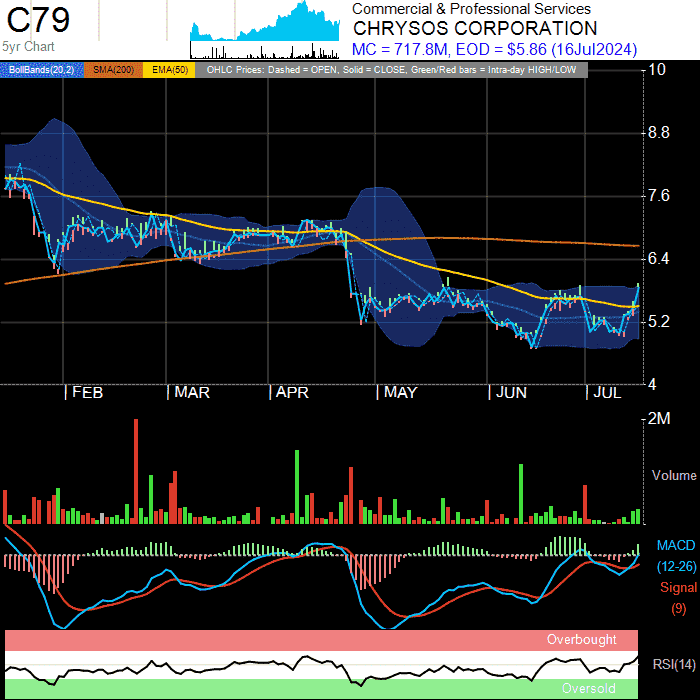 C79
5yr Chart
Commercial & Professional Services
CHRYSOS CORPORATION
MC = 717.8M, EOD = $5.86 (16Jul2024)
BollBands(20,2) SMA(200) EMA(50) OHLC Prices: Dashed = OPEN, Solid = CLOSE, Green/Red bars = Intra-day HIGH/LOW
10
8.8
7.6
6.4
5.2
4
| FEB | MAR | APR | MAY | JUN | JUL
2M
Volume
MACD
(12-26)
Signal
(9)
Overbought
RSI(14)
Oversold